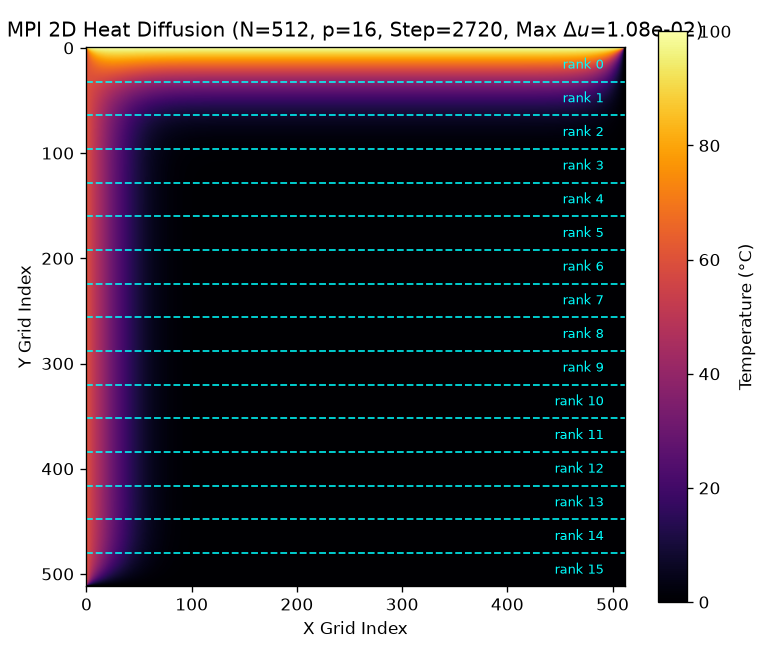 MPI 2D Heat Diffusion (N=512, p=16, Step=2720, Max Δu=1.08e-02)
0
100
200
300
400
500
Y Grid Index
rank 0
rank 1
rank 2
rank 3
rank 4
rank 5
rank 6
rank 7
rank 8
rank 9
rank 10
rank 11
rank 12
rank 13
rank 14
rank 15
0 100 200 300 400 500
X Grid Index
100
80
60
40
20
0
Temperature (°C)